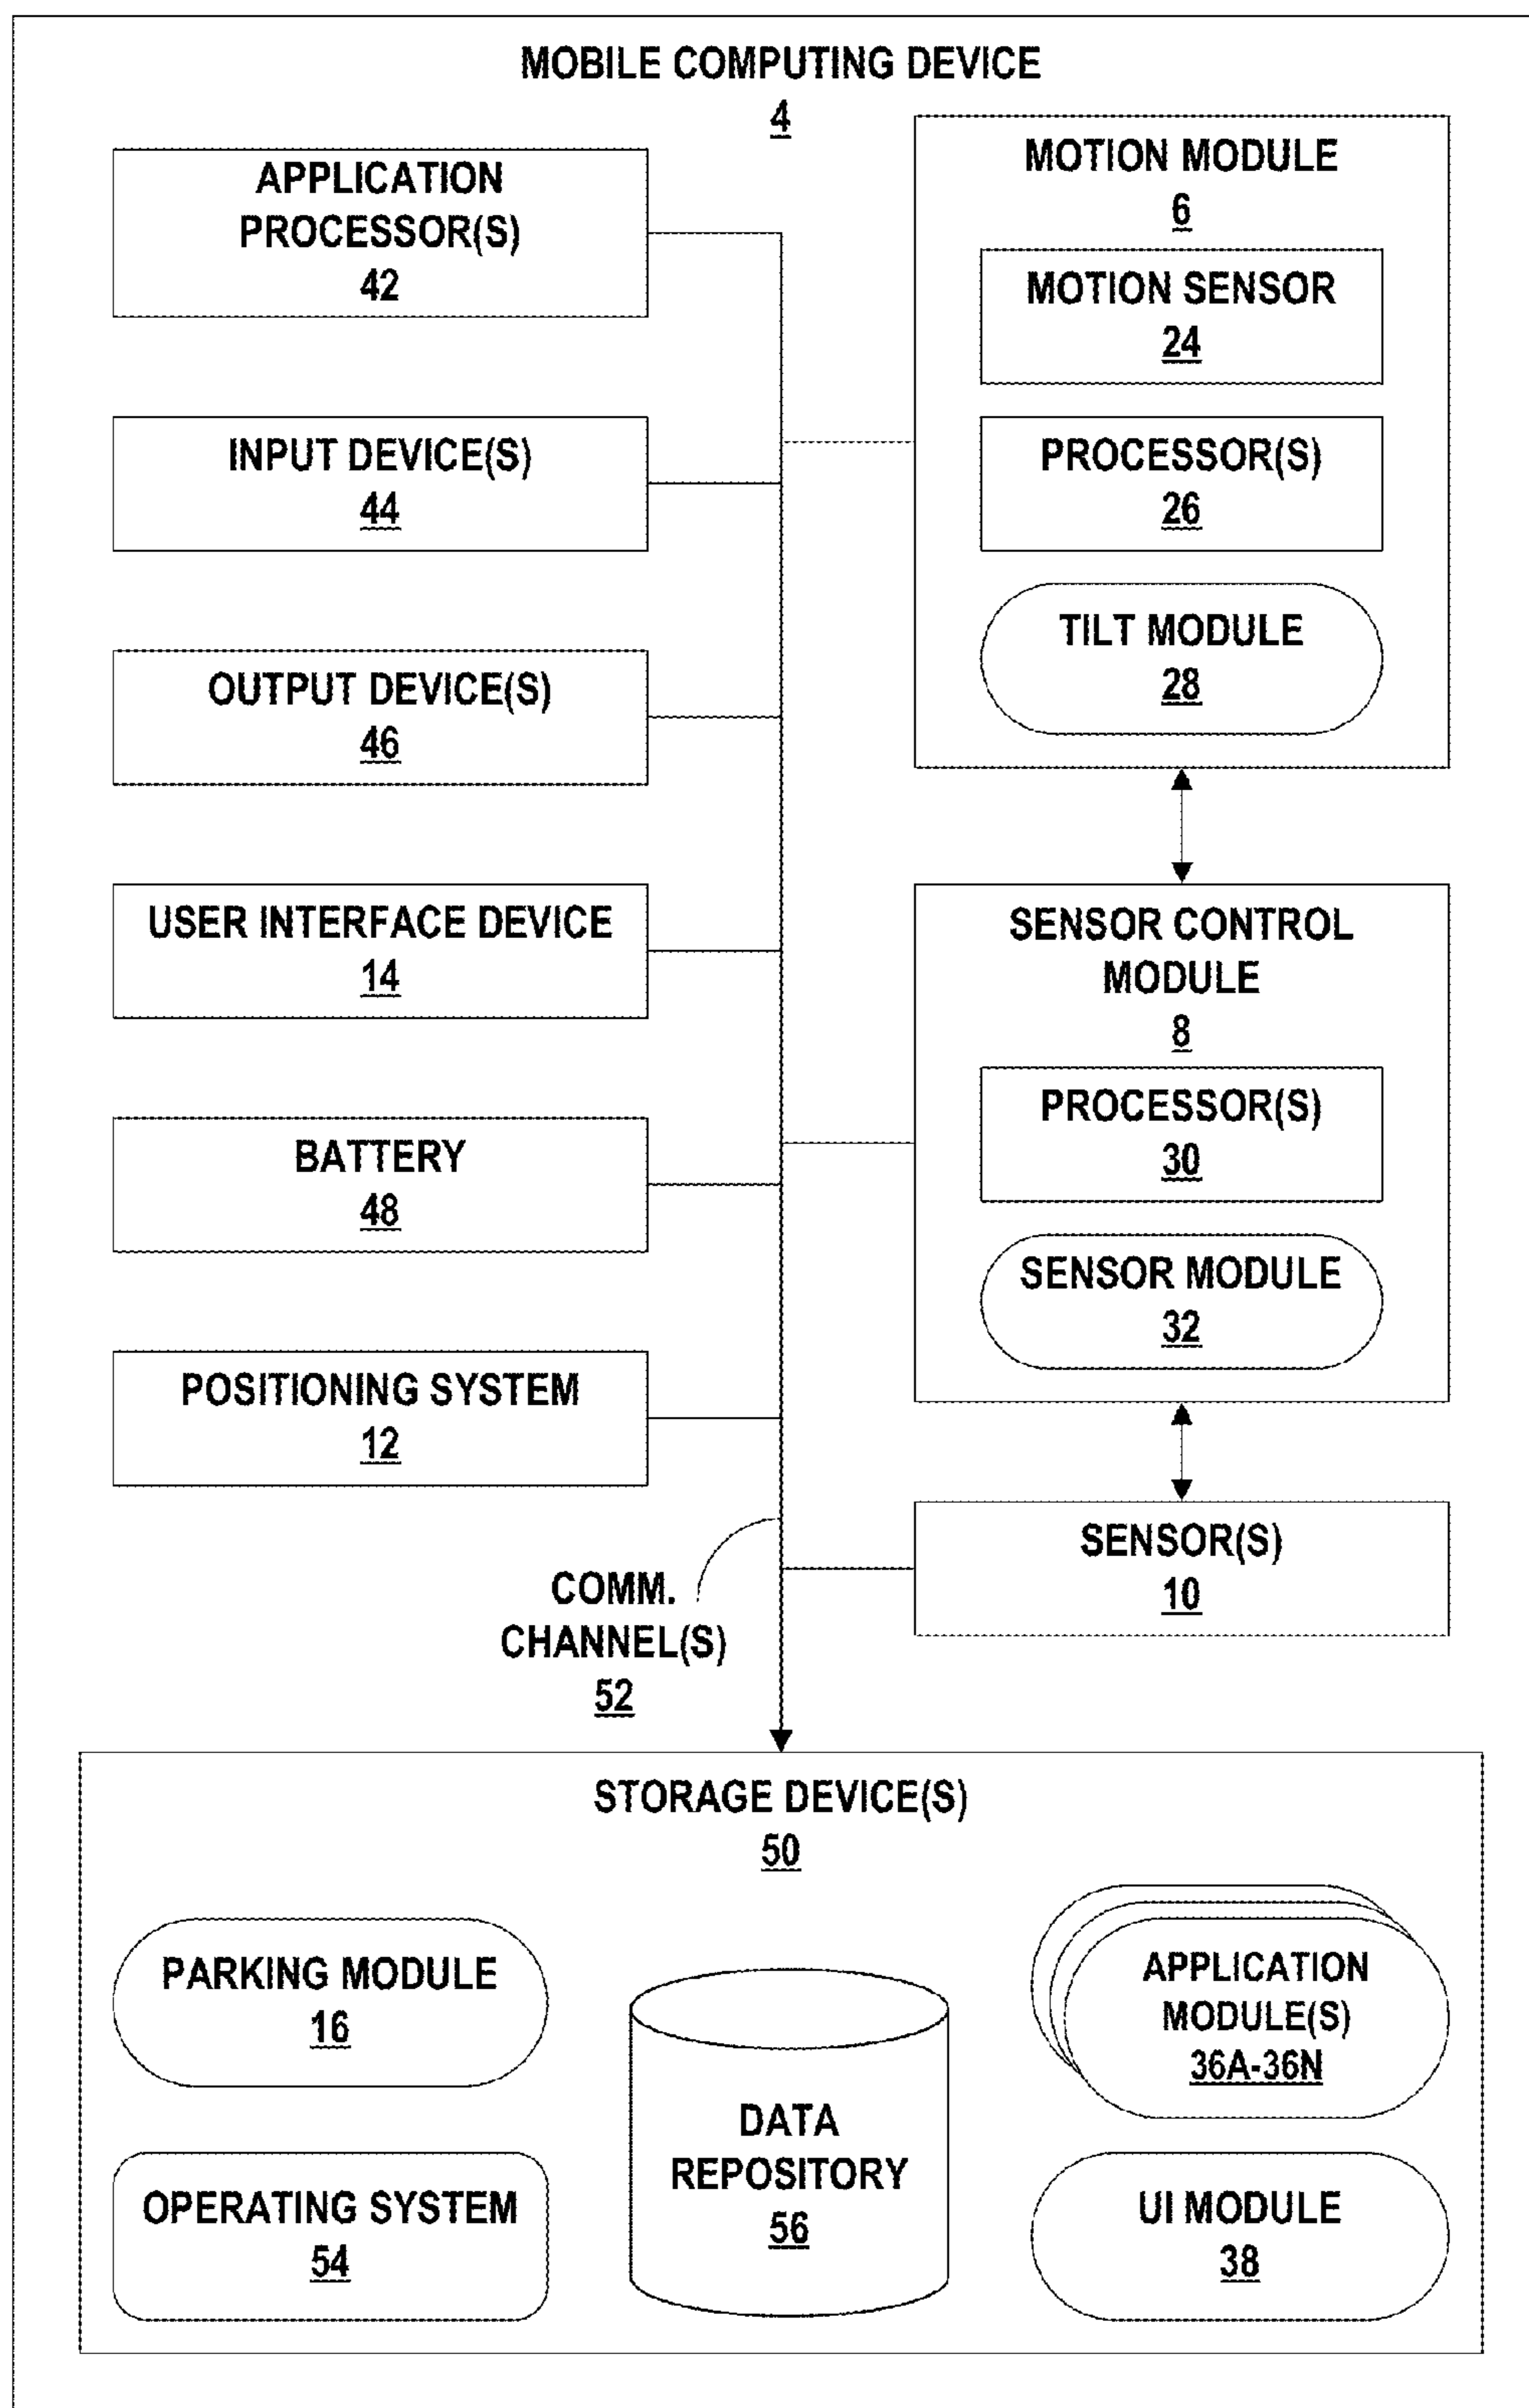 MOBILE COMPUTING DEVICE
4
APPLICATION
PROCESSOR(S)
42
INPUT DEVICE(S)
44
OUTPUT DEVICE(S)
46
USER INTERFACE DEVICE
14
BATTERY
48
POSITIONING SYSTEM
12
COMM.
CHANNEL(S)
52
MOTION MODULE
6
MOTION SENSOR
24
PROCESSOR(S)
26
TILT MODULE
28
SENSOR CONTROL
MODULE
8
PROCESSOR(S)
30
SENSOR MODULE
32
SENSOR(S)
10
STORAGE DEVICE(S)
50
PARKING MODULE
16
OPERATING SYSTEM
54
DATA
REPOSITORY
56
APPLICATION
MODULE(S)
36A-36N
UI MODULE
38